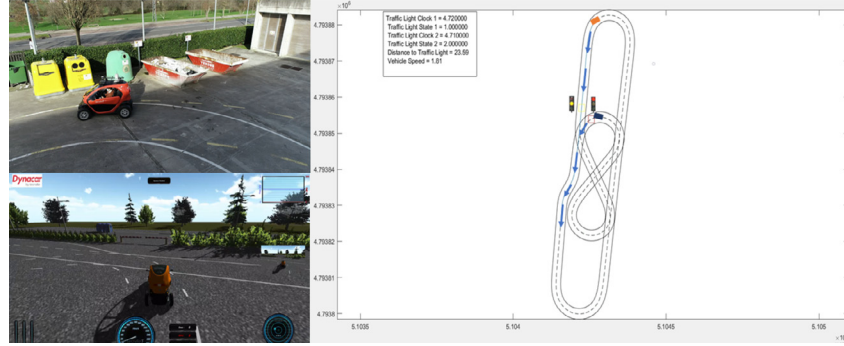 Dynacar
×10⁶
Traffic Light Clock 1 = 4.720000
Traffic Light State 1 = 1.000000
Traffic Light Clock 2 = 4.710000
Traffic Light State 2 = 2.000000
Distance to Traffic Light = 23.59
Vehicle Speed = 1.81
4.79388
4.79387
4.79386
4.79385
4.79384
4.79383
4.79382
4.79381
4.7938
5.1035
5.104
5.1045
5.105